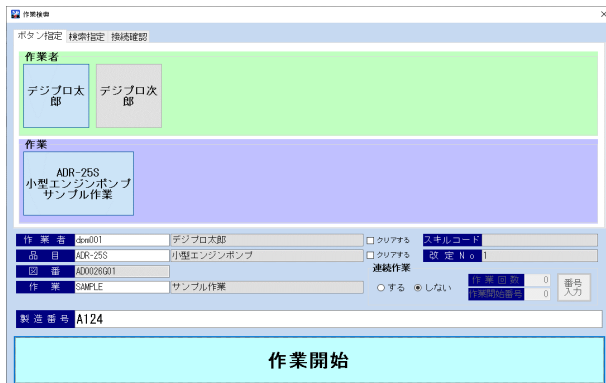 作業検索
ボタン指定 検索指定 接続確認
作業者
デジプロ太
郎
デジプロ次
郎
作業
ADR-25S
小型エンジンポンプ
サンプル作業
作業者 dpm001 デジプロ太郎 クリアする スキルコード
品目 ADR-25S 小型エンジンポンプ クリアする 改定No 1
図番 AD0026G01 連続作業
作業 SAMPLE サンプル作業 する しない 作業回数 0 番号
作業開始番号 0 入力
製造番号 A124
作業開始